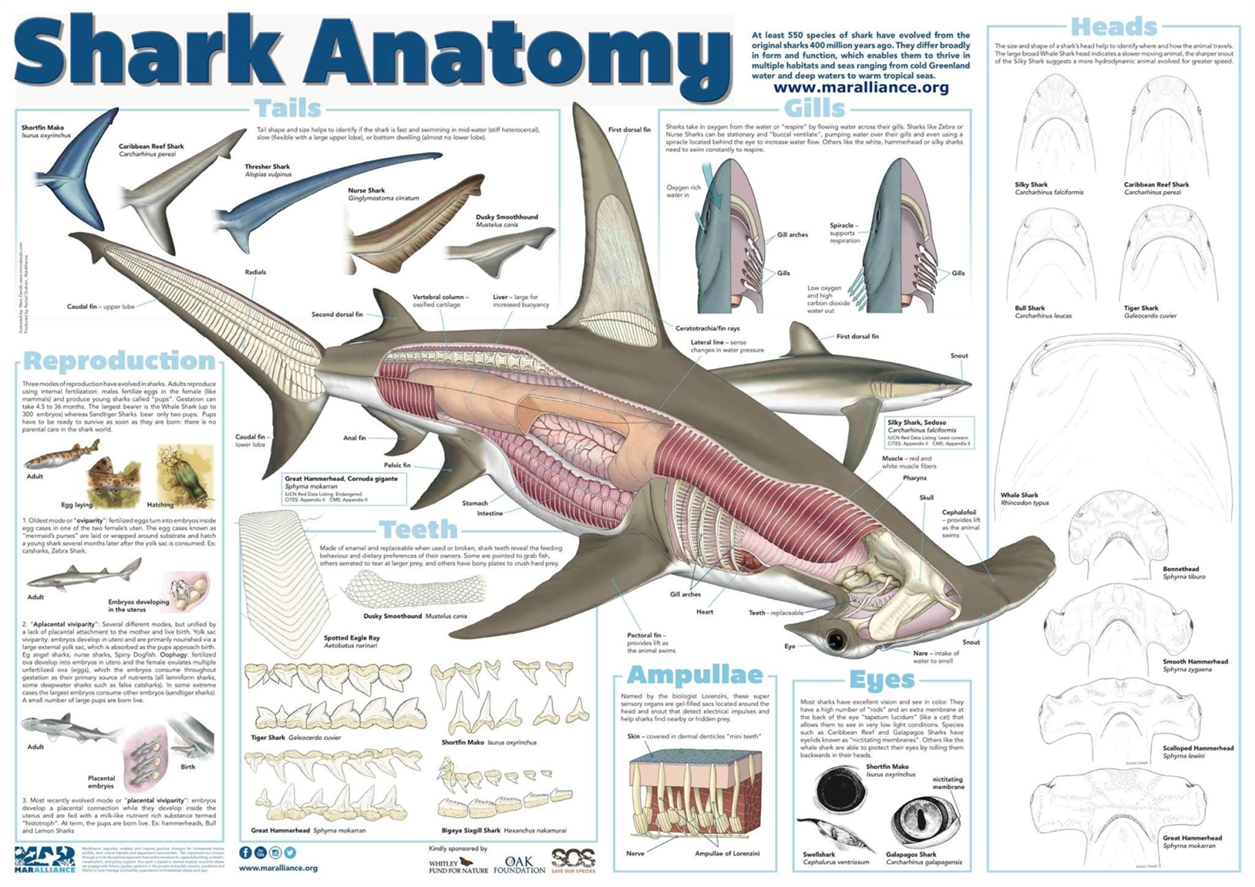 Shark Anatomy
At least 550 species of shark have evolved from the
original sharks 400 million years ago. They differ broadly
in form and function, which enables them to thrive in
multiple habitats and seas ranging from cold Greenland
water and deep waters to warm tropical seas.
www.maralliance.org
Tails
Tail shape and size helps to identify if the shark is fast and swimming in mid-water (stiff heterocercal),
slow (flexible with a large upper lobe), or bottom dwelling (almost no lower lobe).
Shortfin Mako
Isurus oxyrinchus
Caribbean Reef Shark
Carcharhinus perezi
Thresher Shark
Alopias vulpinus
Nurse Shark
Ginglymostoma cirratum
Dusky Smoothhound
Mustelus canis
Gills
Sharks take in oxygen from the water or "respire" by flowing water across their gills. Sharks like Zebra or
Nurse Sharks can be stationary and "buccal ventilate", pumping water over their gills and even using a
spiracle located behind the eye to increase water flow. Others like the white, hammerhead or silky sharks
need to swim constantly to respire.
Oxygen rich
water in
Gill arches
Gills
Spiracle –
supports
respiration
Low oxygen
and high
carbon dioxide
water out
Gills
Heads
The size and shape of a shark's head help to identify where and how the animal travels.
The large broad Whale Shark head indicates a slower moving animal, the sharper snout
of the Silky Shark suggests a more hydrodynamic animal evolved for greater speed.
Silky Shark
Carcharhinus falciformis
Caribbean Reef Shark
Carcharhinus perezi
Bull Shark
Carcharhinus leucas
Tiger Shark
Galeocerdo cuvier
Whale Shark
Rhincodon typus
Bonnethead
Sphyrna tiburo
Smooth Hammerhead
Sphyrna zygaena
Scalloped Hammerhead
Sphyrna lewini
Great Hammerhead
Sphyrna mokarran
First dorsal fin
Radials
Caudal fin – upper lobe
Second dorsal fin
Vertebral column –
ossified cartilage
Liver – large for
increased buoyancy
Ceratotrachia/fin rays
Lateral line – sense
changes in water pressure
First dorsal fin
Snout
Silky Shark, Sedoso
Carcharhinus falciformis
IUCN Red Data Listing: Least concern
CITES: Appendix II CMS: Appendix II
Muscle – red and
white muscle fibers
Pharynx
Skull
Cephalofoil
– provides lift
as the animal
swims
Caudal fin –
lower lobe
Anal fin
Pelvic fin
Great Hammerhead, Cornuda gigante
Sphyrna mokarran
IUCN Red Data Listing: Endangered
CITES: Appendix II CMS: Appendix II
Stomach
Intestine
Gill arches
Heart
Teeth - replaceable
Eye
Nare – intake of
water to smell
Snout
Pectoral fin –
provides lift as
the animal swims
Reproduction
Three modes of reproduction have evolved in sharks. Adults reproduce
using internal fertilization: males fertilize eggs in the female (like
mammals) and produce young sharks called "pups". Gestation can
take 4.5 to 36 months. The largest bearer is the Whale Shark (up to
300 embryos) whereas Sandtiger Sharks bear only two pups. Pups
have to be ready to survive as soon as they are born: there is no
parental care in the shark world.
Adult
Egg laying
Hatching
1. Oldest mode or "oviparity": fertilized eggs turn into embryos inside
egg cases in one of the two female's uteri. The egg cases known as
"mermaid's purses" are laid or wrapped around substrate and hatch
a young shark several months later after the yolk sac is consumed. Ex:
catsharks, Zebra Shark.
Adult
Embryos developing
in the uterus
2. "Aplacental viviparity": Several different modes, but unified by
a lack of placental attachment to the mother and live birth. Yolk sac
viviparity: embryos develop in utero and are primarily nourished via a
large external yolk sac, which is absorbed as the pups approach birth.
Eg angel sharks, nurse sharks, Spiny Dogfish. Oophagy: fertilized
ova develop into embryos in utero and the female ovulates multiple
unfertilized ova (eggs), which the embryos consume throughout
gestation as their primary source of nutrients (all lamniform sharks,
some deepwater sharks such as false catsharks). In some extreme
cases the largest embryos consume other embryos (sandtiger sharks).
A small number of large pups are born live.
Adult
Birth
Placental
embryos
3. Most recently evolved mode or "placental viviparity": embryos
develop a placental connection while they develop inside the
uterus and are fed with a milk-like nutrient rich substance termed
"histotroph". At term, the pups are born live. Ex: hammerheads, Bull
and Lemon Sharks
Teeth
Made of enamel and replaceable when used or broken, shark teeth reveal the feeding
behaviour and dietary preferences of their owners. Some are pointed to grab fish,
others serrated to tear at larger prey, and others have bony plates to crush hard prey.
Dusky Smoothhound Mustelus canis
Spotted Eagle Ray
Aetobatus narinari
Tiger Shark Galeocerdo cuvier
Shortfin Mako Isurus oxyrinchus
Great Hammerhead Sphyrna mokarran
Bigeye Sixgill Shark Hexanchus nakamurai
Ampullae
Named by the biologist Lorenzini, these super
sensory organs are gel-filled sacs located around the
head and snout that detect electrical impulses and
help sharks find nearby or hidden prey.
Skin – covered in dermal denticles "mini teeth"
Nerve
Ampullae of Lorenzini
Eyes
Most sharks have excellent vision and see in color. They
have a high number of "rods" and an extra membrane at
the back of the eye "tapetum lucidum" (like a cat) that
allows them to see in very low light conditions. Species
such as Caribbean Reef and Galapagos Sharks have
eyelids known as "nictitating membranes". Others like the
whale shark are able to protect their eyes by rolling them
backwards in their heads.
Shortfin Mako
Isurus oxyrinchus
nictitating
membrane
Swellshark
Cephalurus ventriosum
Galapagos Shark
Carcharhinus galapagensis
MAR
MARALLIANCE
www.maralliance.org
Kindly sponsored by
WHITLEY
FUND FOR NATURE
OAK
FOUNDATION
SOS
SAVE OUR SPECIES